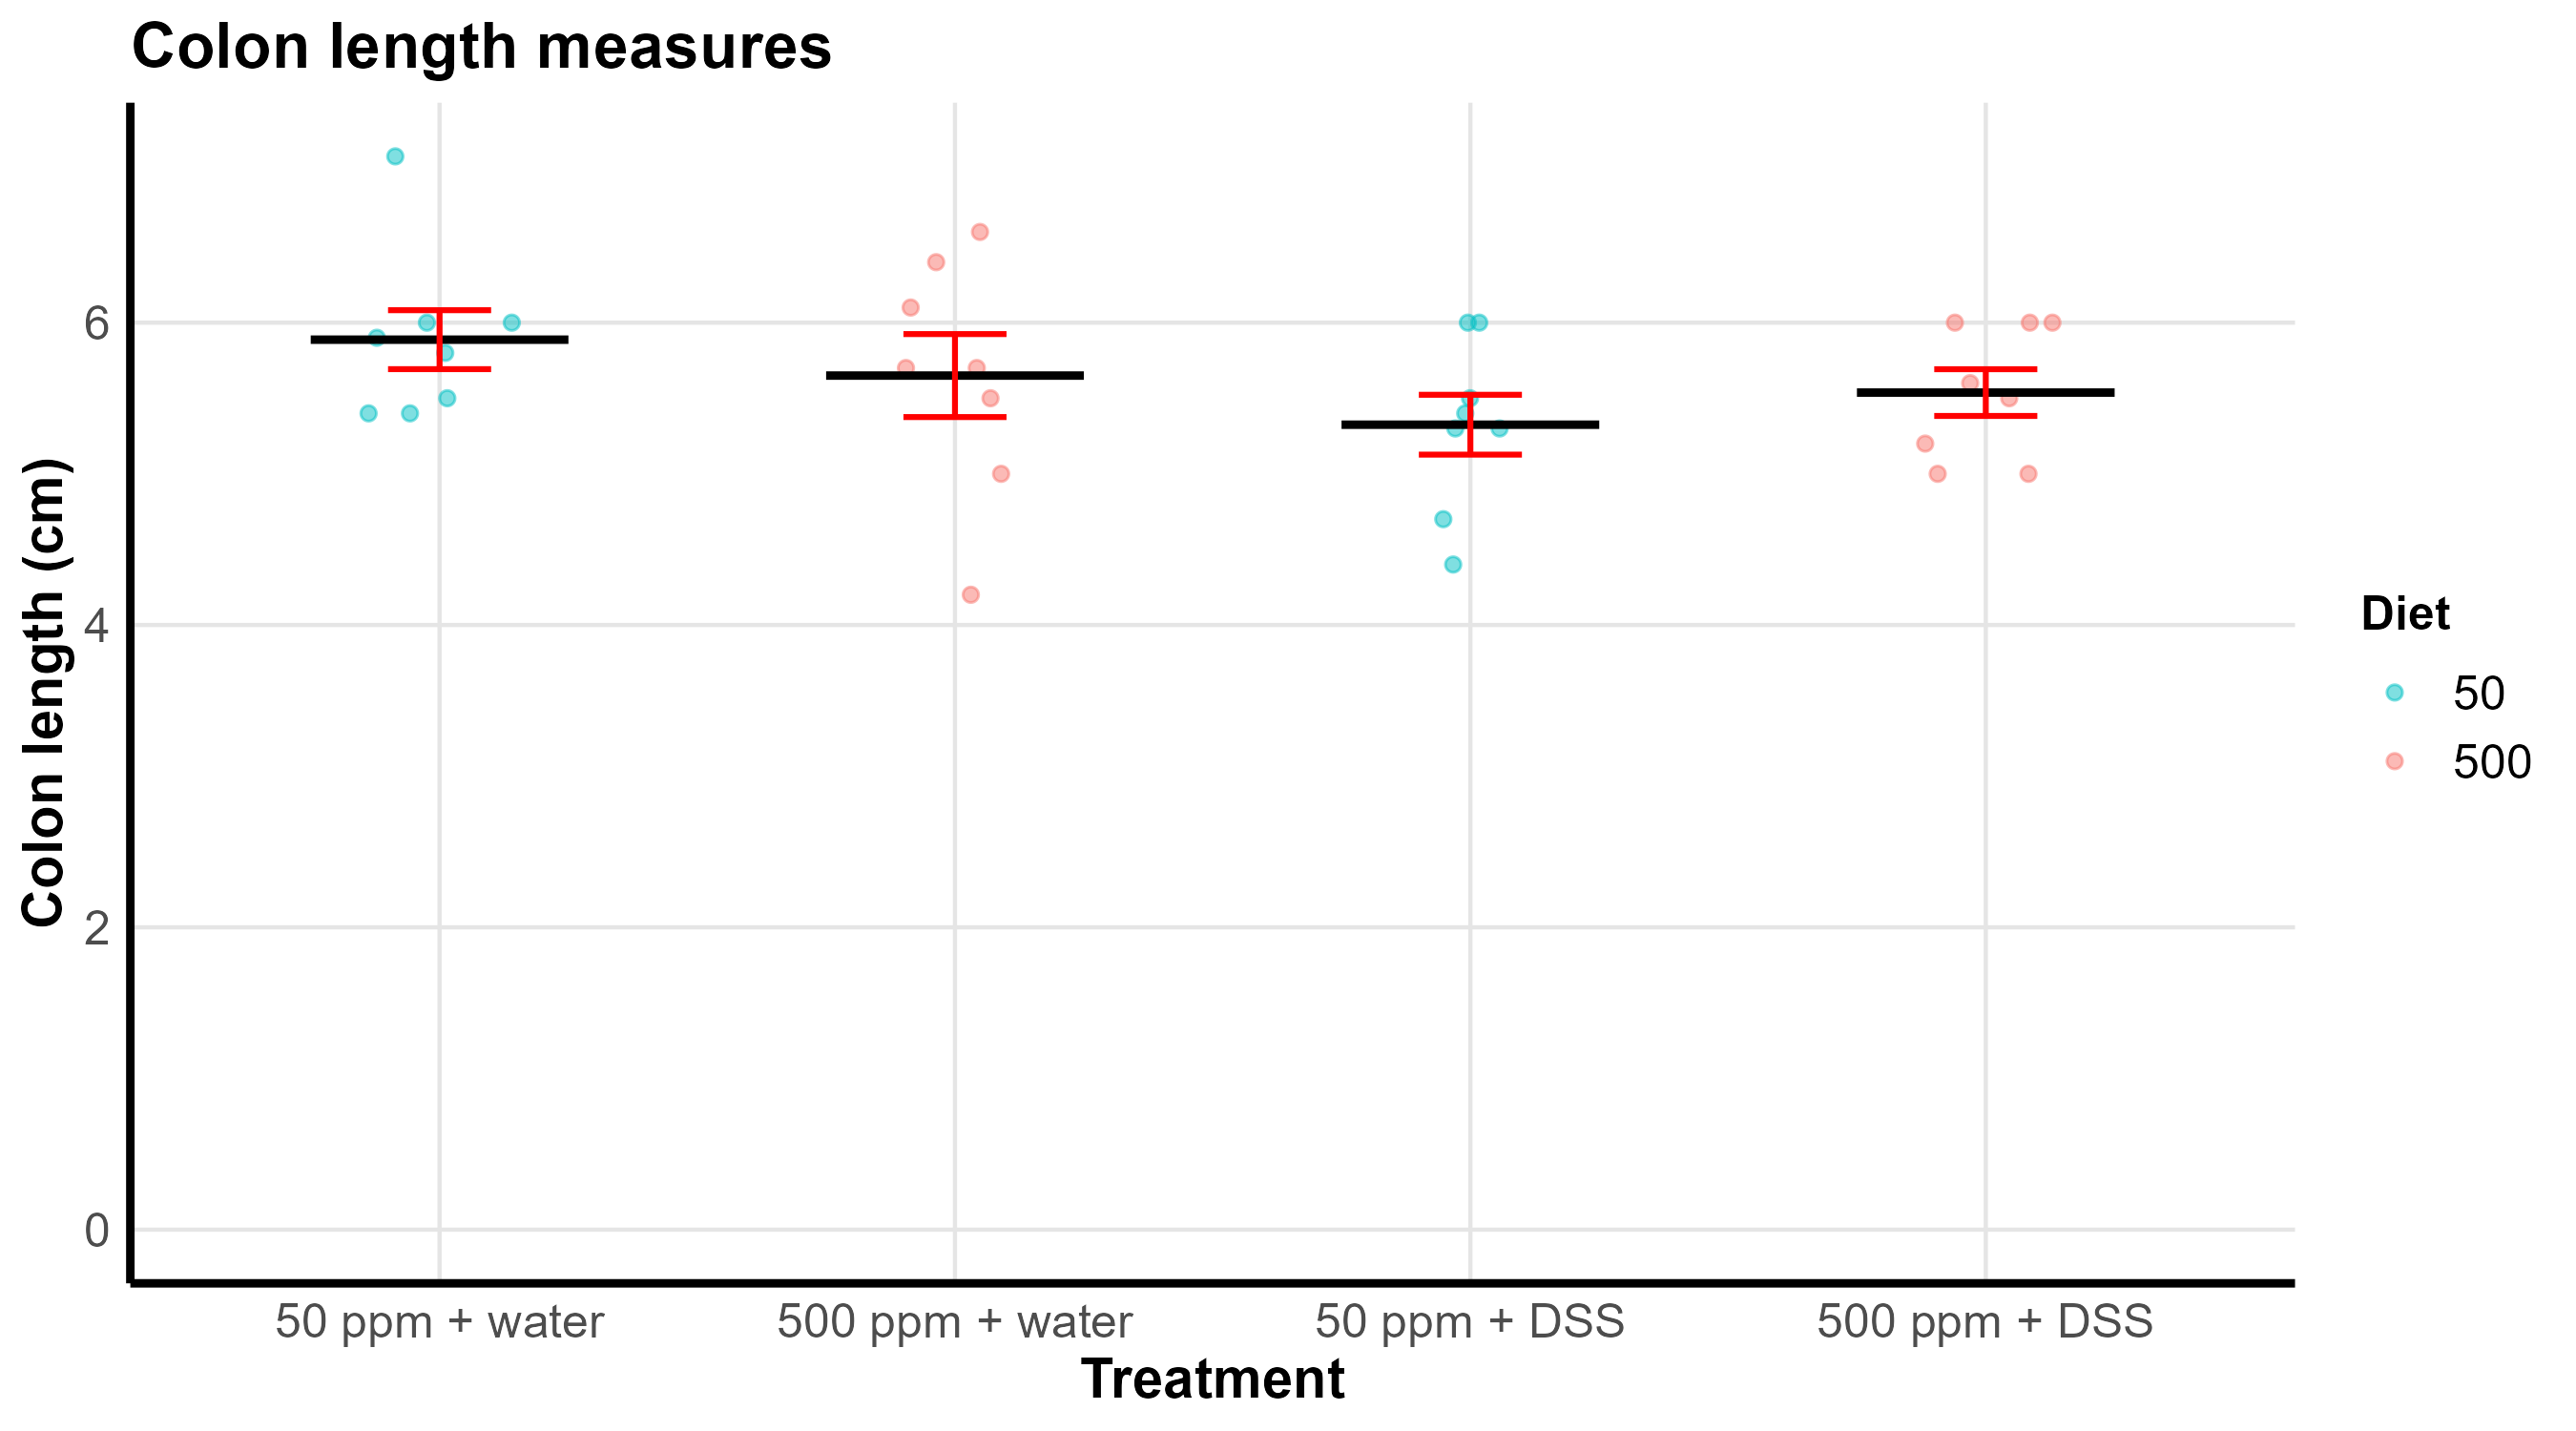 Colon length measures
Colon length (cm)
6
4
2
0
50 ppm + water
500 ppm + water
50 ppm + DSS
500 ppm + DSS
Treatment
Diet
50
500